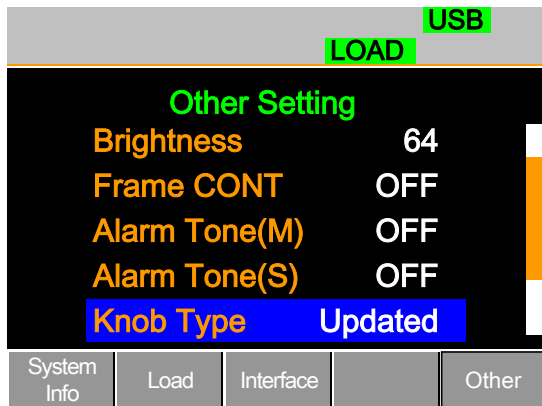 USB
LOAD
Other Setting
Brightness 64
Frame CONT OFF
Alarm Tone(M) OFF
Alarm Tone(S) OFF
Knob Type Updated
System
Info
Load
Interface
Other